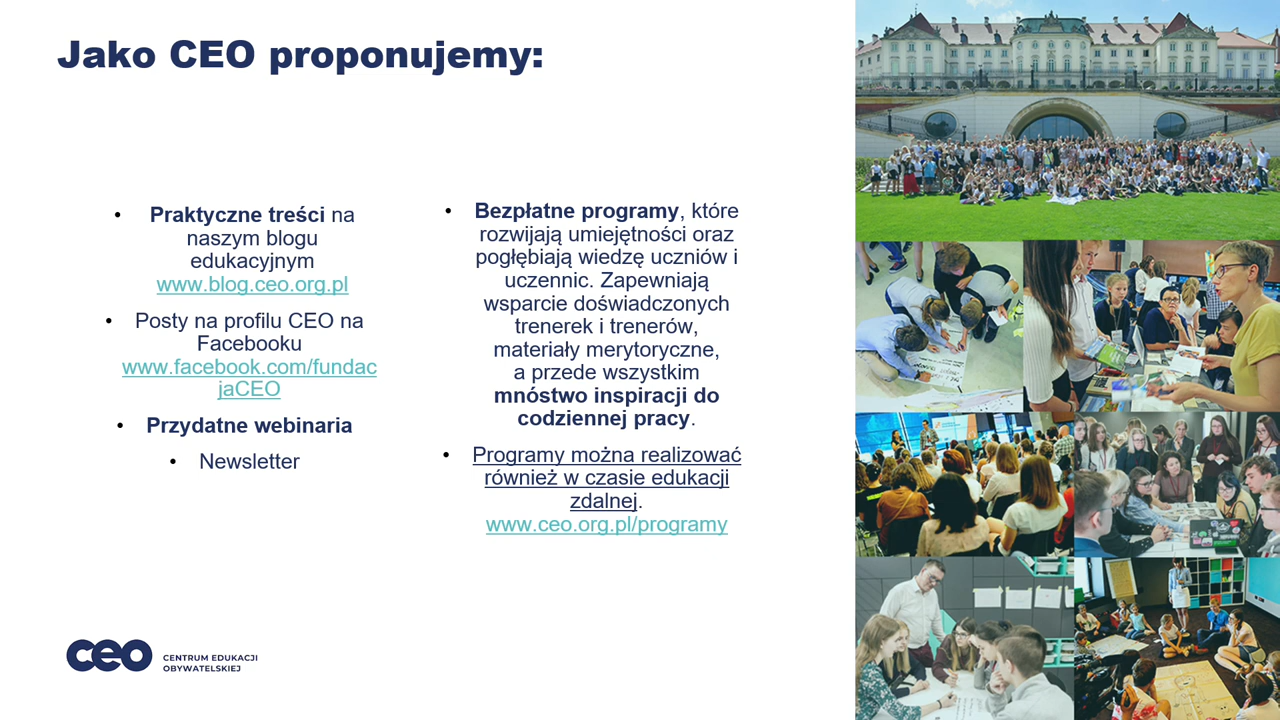 Jako CEO proponujemy:
• Praktyczne treści na
naszym blogu
edukacyjnym
www.blog.ceo.org.pl
• Posty na profilu CEO na
Facebooku
www.facebook.com/fundac
jaCEO
• Przydatne webinaria
• Newsletter
• Bezpłatne programy, które
rozwijają umiejętności oraz
pogłębiają wiedzę uczniów i
uczennic. Zapewniają
wsparcie doświadczonych
trenerek i trenerów,
materiały merytoryczne,
a przede wszystkim
mnóstwo inspiracji do
codziennej pracy.
• Programy można realizować
również w czasie edukacji
zdalnej.
www.ceo.org.pl/programy
ceo CENTRUM EDUKACJI
OBYWATELSKIEJ